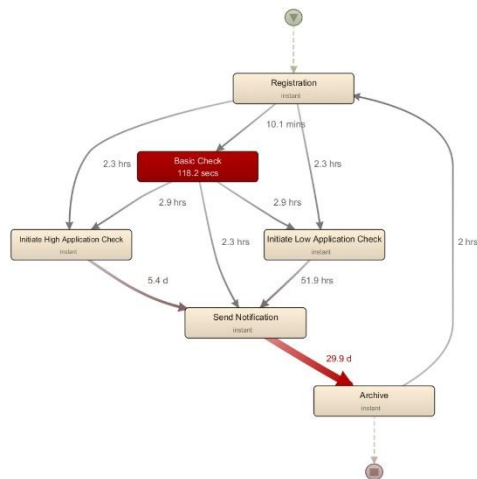 Registration
instant
10.1 mins
Basic Check
118.2 secs
2.3 hrs
2.3 hrs
2.9 hrs
2.9 hrs
Initiate High Application Check
instant
2.3 hrs
Initiate Low Application Check
instant
2 hrs
5.4 d
51.9 hrs
Send Notification
instant
29.9 d
Archive
instant